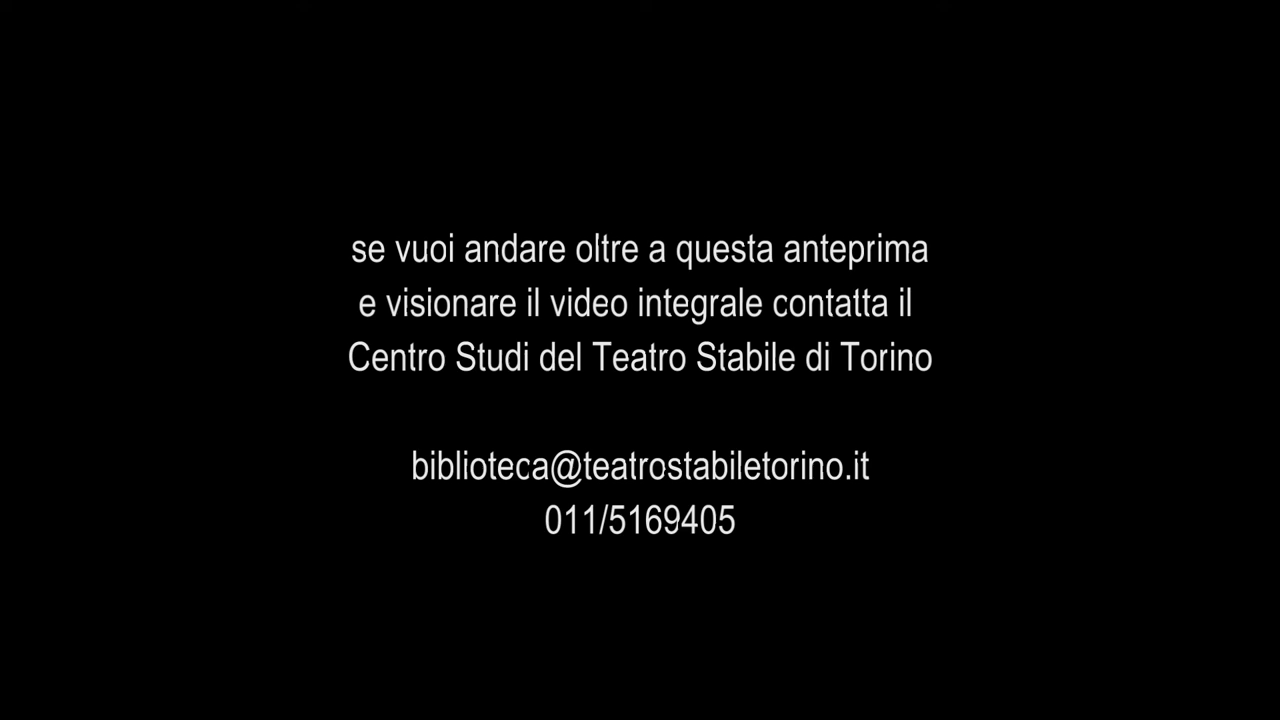 se vuoi andare oltre a questa anteprima
e visionare il video integrale contatta il
Centro Studi del Teatro Stabile di Torino
biblioteca@teatrostabiletorino.it
011/5169405